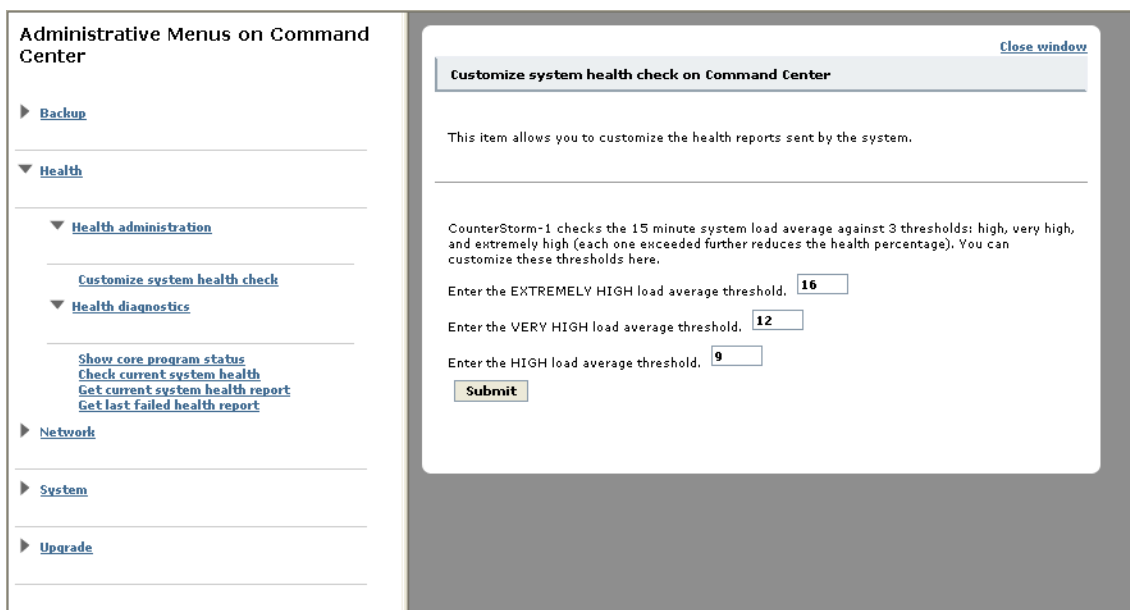 Administrative Menus on Command
Center
Backup
Health
Health administration
Customize system health check
Health diagnostics
Show core program status
Check current system health
Get current system health report
Get last failed health report
Network
System
Upgrade
Close window
Customize system health check on Command Center
This item allows you to customize the health reports sent by the system.
CounterStorm-1 checks the 15 minute system load average against 3 thresholds: high, very high,
and extremely high (each one exceeded further reduces the health percentage). You can
customize these thresholds here.
Enter the EXTREMELY HIGH load average threshold. 16
Enter the VERY HIGH load average threshold. 12
Enter the HIGH load average threshold. 9
Submit